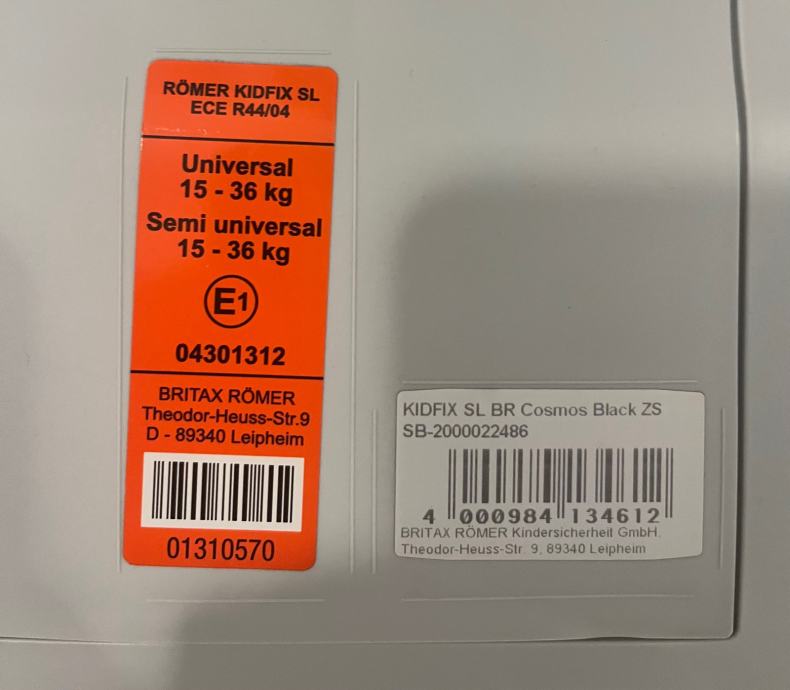 RÖMER KIDFIX SL
ECE R44/04
Universal
15 - 36 kg
Semi universal
15 - 36 kg
E1
04301312
BRITAX RÖMER
Theodor-Heuss-Str.9
D - 89340 Leipheim
01310570
KIDFIX SL BR Cosmos Black ZS
SB-2000022486
4 000984 134612
BRITAX RÖMER Kindersicherheit GmbH.
Theodor-Heuss-Str. 9, 89340 Leipheim